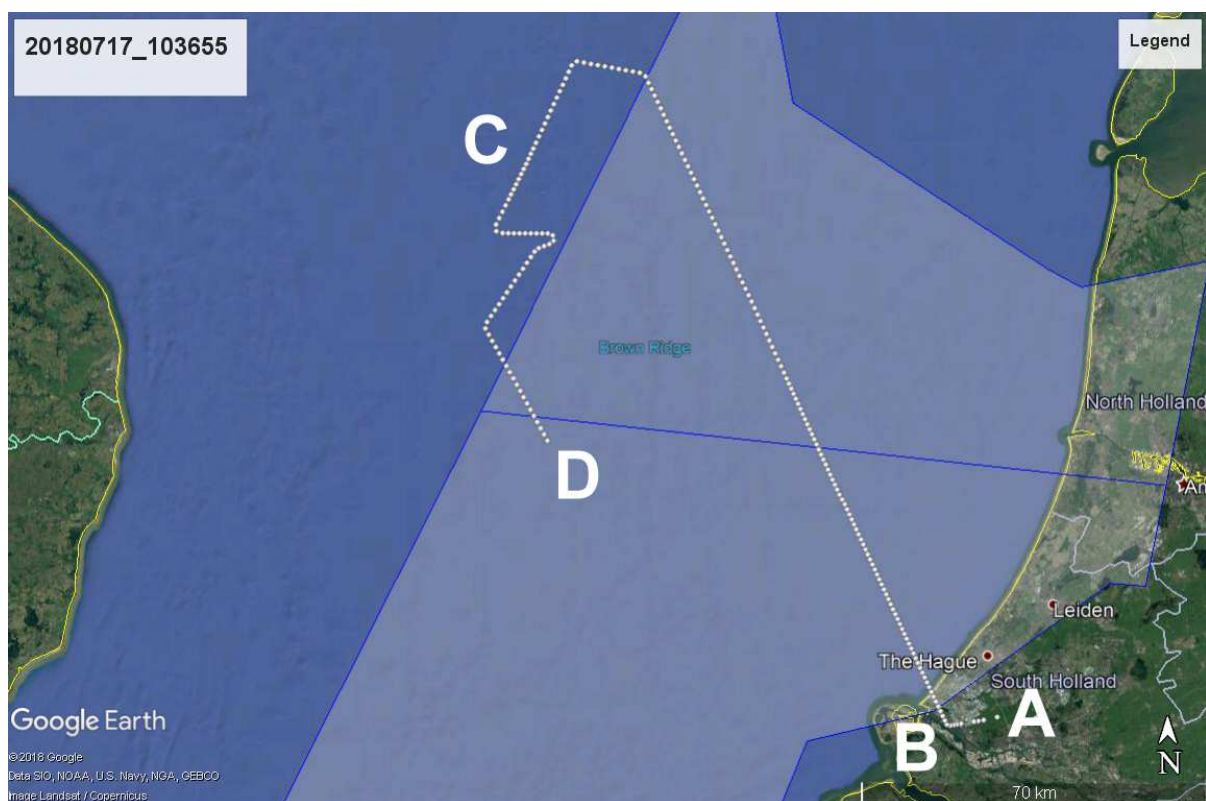 20180717_103655
Legend
C
Brown Ridge
D
North Holland
Am
Leiden
The Hague
South Holland
A
B
Google Earth
©2018 Google
Data SIO, NOAA, U.S. Navy, NGA, GEBCO
Image Landsat / Copernicus
N
70 km